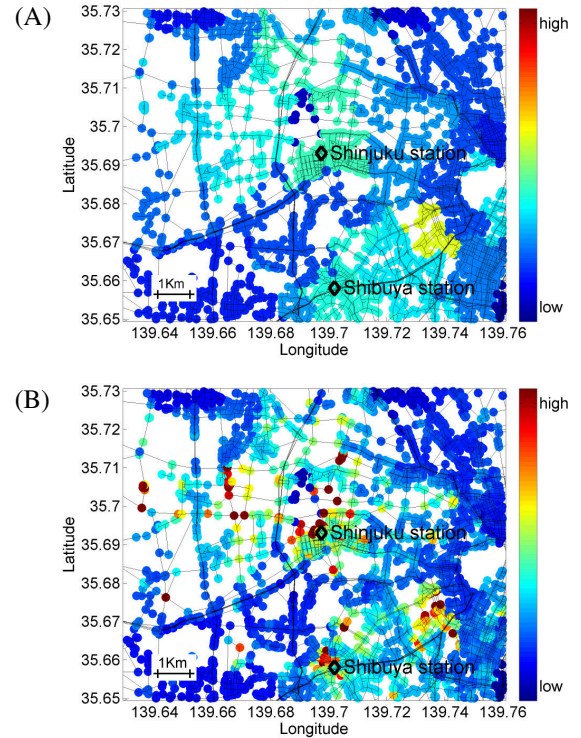 (A)
35.73
35.72
35.71
35.7
35.69
35.68
35.67
35.66
35.65
Latitude
Shinjuku station
Shibuya station
1Km
139.64 139.66 139.68 139.7 139.72 139.74 139.76
Longitude
high
low
(B)
35.73
35.72
35.71
35.7
35.69
35.68
35.67
35.66
35.65
Latitude
Shinjuku station
Shibuya station
1Km
139.64 139.66 139.68 139.7 139.72 139.74 139.76
Longitude
high
low